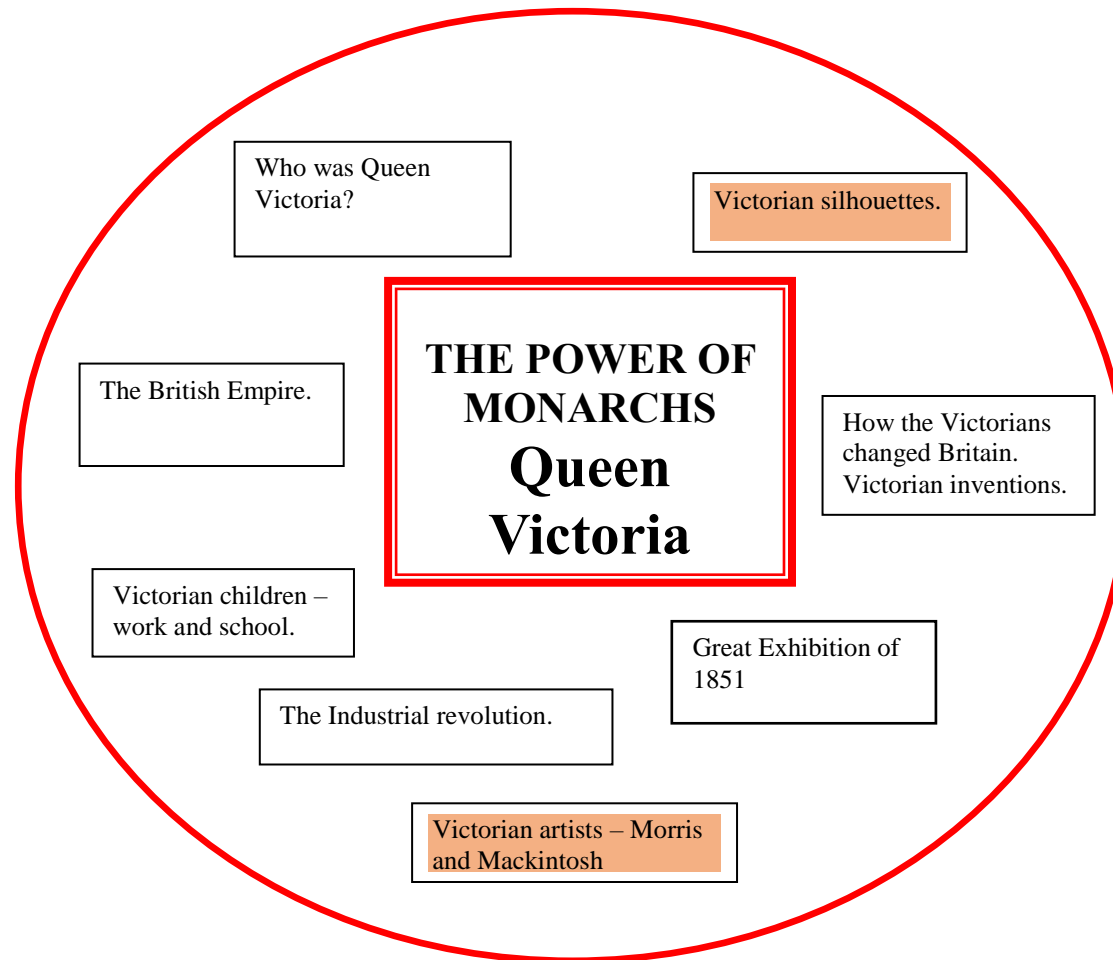 Who was Queen
Victoria?
Victorian silhouettes.
THE POWER OF
MONARCHS
Queen
Victoria
The British Empire.
How the Victorians
changed Britain.
Victorian inventions.
Victorian children –
work and school.
Great Exhibition of
1851
The Industrial revolution.
Victorian artists – Morris
and Mackintosh